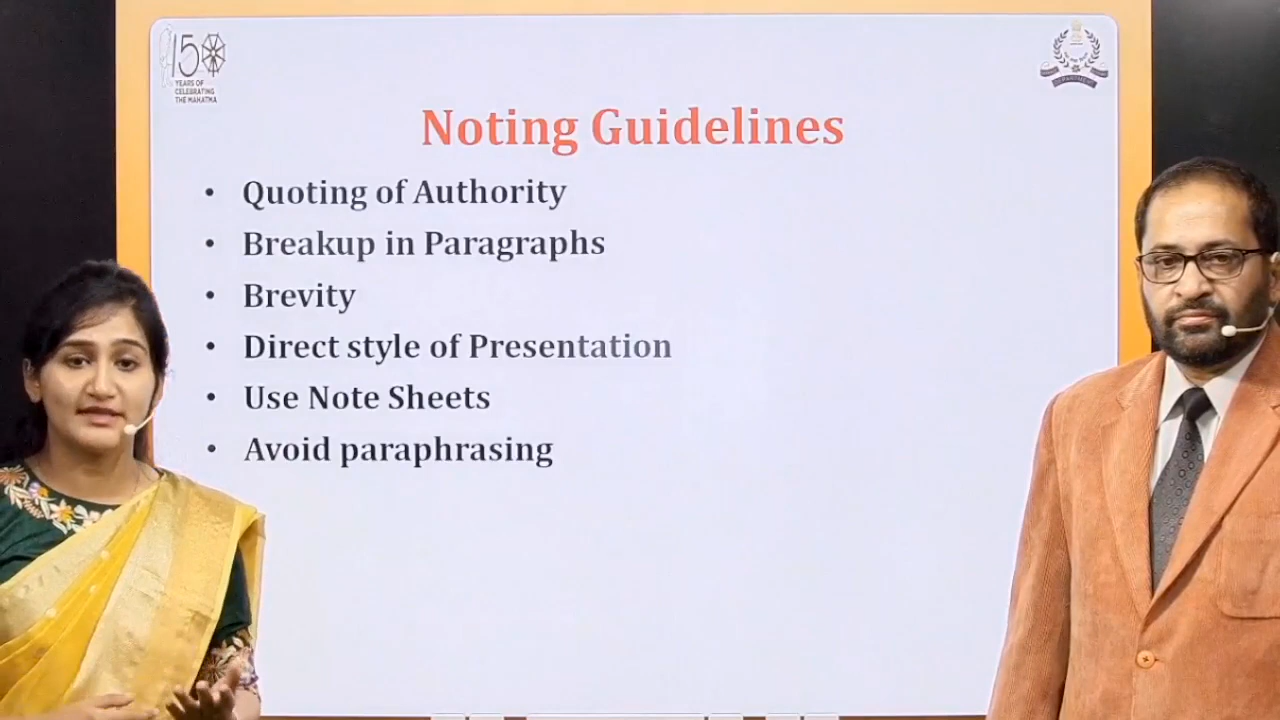 150
YEARS OF
CELEBRATING
THE MAHATMA
Noting Guidelines
• Quoting of Authority
• Breakup in Paragraphs
• Brevity
• Direct style of Presentation
• Use Note Sheets
• Avoid paraphrasing